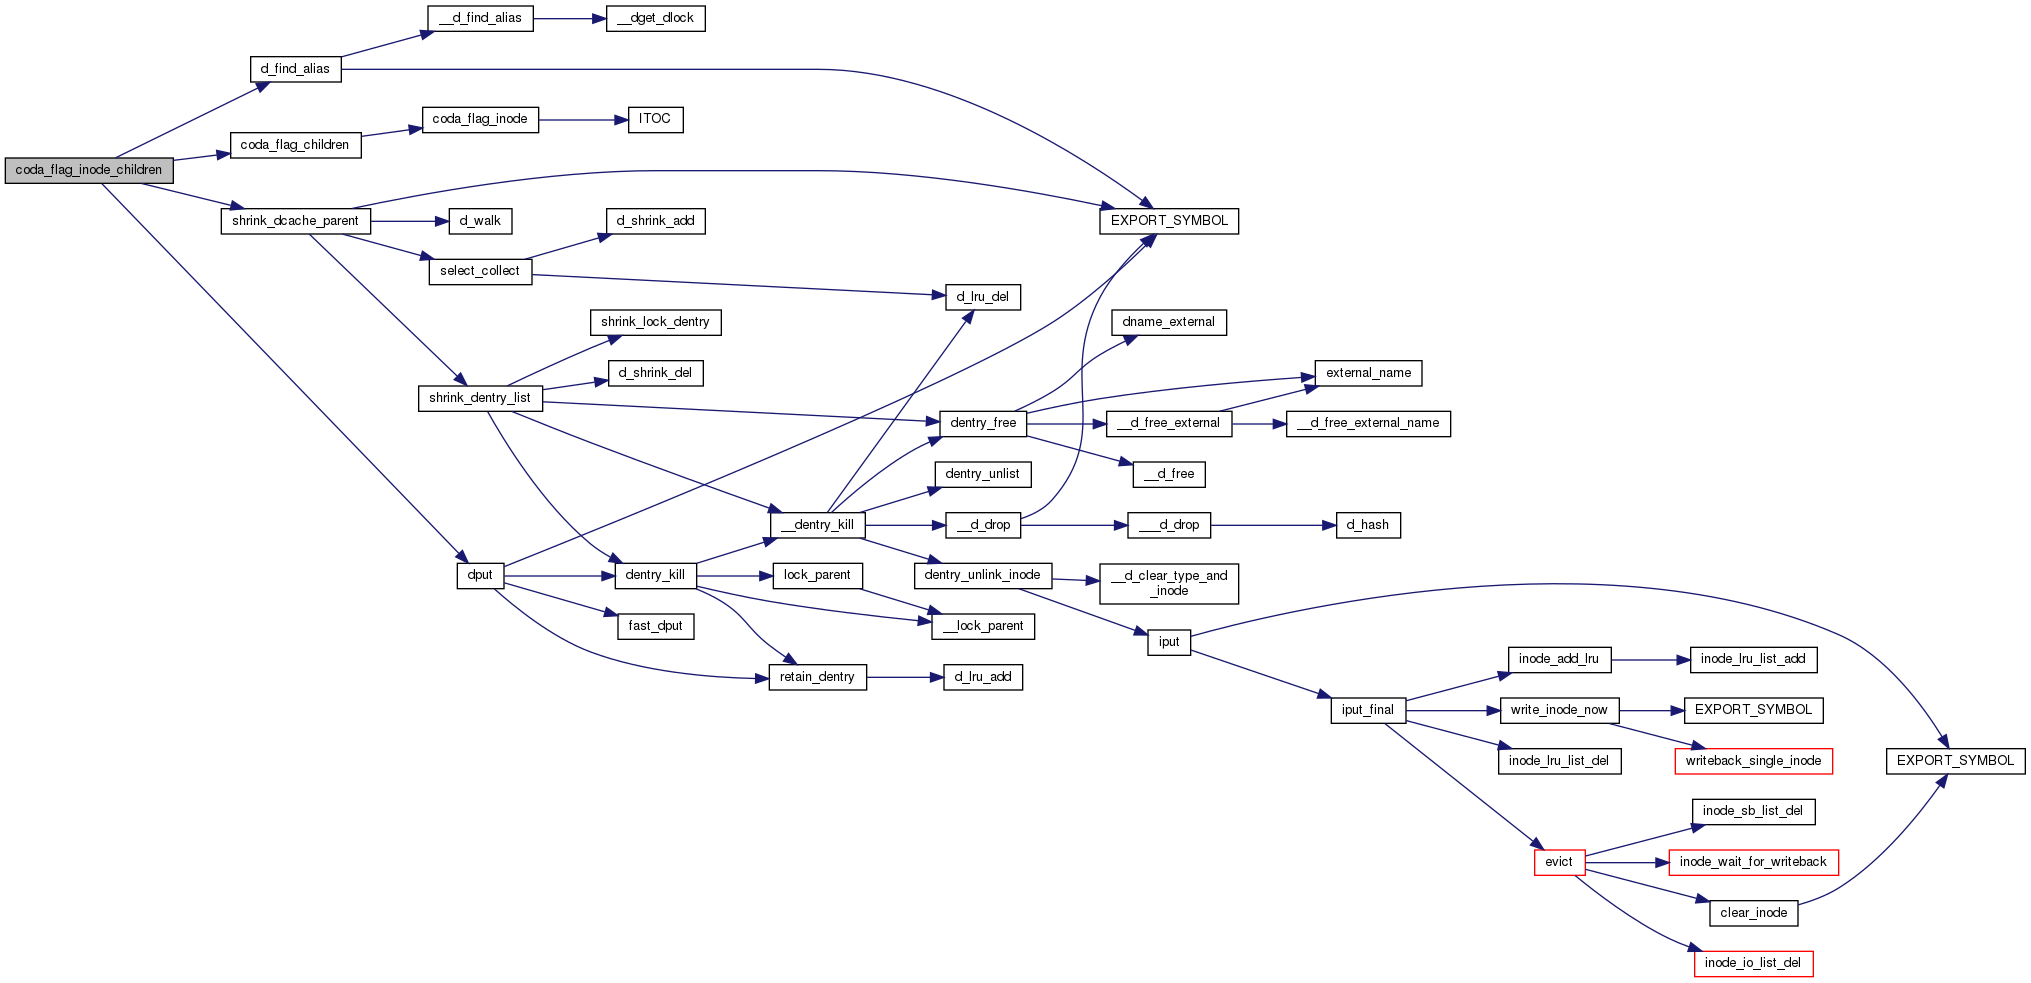 __d_find_alias
__dget_dlock
d_find_alias
coda_flag_inode
ITOC
coda_flag_children
coda_flag_inode_children
shrink_dcache_parent
d_walk
d_shrink_add
EXPORT_SYMBOL
select_collect
d_lru_del
shrink_lock_dentry
dname_external
d_shrink_del
external_name
shrink_dentry_list
dentry_free
__d_free_external
__d_free_external_name
dentry_unlist
__d_free
__dentry_kill
__d_drop
___d_drop
d_hash
dput
dentry_kill
lock_parent
dentry_unlink_inode
__d_clear_type_and
_inode
fast_dput
__lock_parent
iput
retain_dentry
d_lru_add
inode_add_lru
inode_lru_list_add
iput_final
write_inode_now
EXPORT_SYMBOL
inode_lru_list_del
writeback_single_inode
EXPORT_SYMBOL
inode_sb_list_del
evict
inode_wait_for_writeback
clear_inode
inode_io_list_del